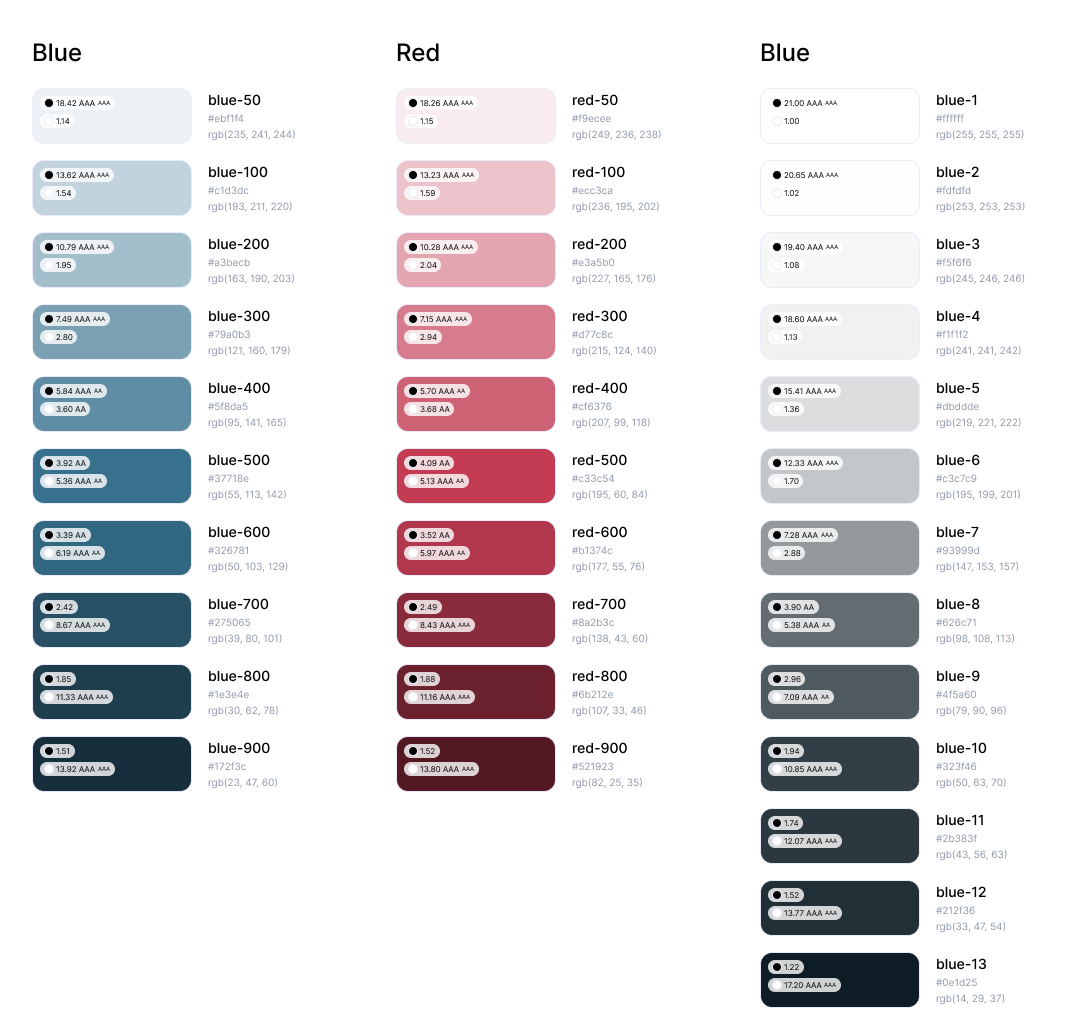 Blue
18.42 AAA AAA
1.14
blue-50
#ebf1f4
rgb(235, 241, 244)
13.62 AAA AAA
1.54
blue-100
#c1d3dc
rgb(193, 211, 220)
10.79 AAA AAA
1.95
blue-200
#a3becb
rgb(163, 190, 203)
7.49 AAA AAA
2.80
blue-300
#79a0b3
rgb(121, 160, 179)
5.84 AAA AA
3.60 AA
blue-400
#5f8da5
rgb(95, 141, 165)
3.92 AA
5.36 AAA AA
blue-500
#37718e
rgb(55, 113, 142)
3.39 AA
6.19 AAA AA
blue-600
#326781
rgb(50, 103, 129)
2.42
8.67 AAA AAA
blue-700
#275065
rgb(39, 80, 101)
1.85
11.33 AAA AAA
blue-800
#1e3e4e
rgb(30, 62, 78)
1.51
13.92 AAA AAA
blue-900
#172f3c
rgb(23, 47, 60)
Red
18.26 AAA AAA
1.15
red-50
#f9ecee
rgb(249, 236, 238)
13.23 AAA AAA
1.59
red-100
#ecc3ca
rgb(236, 195, 202)
10.28 AAA AAA
2.04
red-200
#e3a5b0
rgb(227, 165, 176)
7.15 AAA AAA
2.94
red-300
#d77c8c
rgb(215, 124, 140)
5.70 AAA AA
3.68 AA
red-400
#cf6376
rgb(207, 99, 118)
4.09 AA
5.13 AAA AA
red-500
#c33c54
rgb(195, 60, 84)
3.52 AA
5.97 AAA AA
red-600
#b1374c
rgb(177, 55, 76)
2.49
8.43 AAA AAA
red-700
#8a2b3c
rgb(138, 43, 60)
1.88
11.16 AAA AAA
red-800
#6b212e
rgb(107, 33, 46)
1.52
13.80 AAA AAA
red-900
#521923
rgb(82, 25, 35)
Blue
21.00 AAA AAA
1.00
blue-1
#ffffff
rgb(255, 255, 255)
20.65 AAA AAA
1.02
blue-2
#fdfdfd
rgb(253, 253, 253)
19.40 AAA AAA
1.08
blue-3
#f5f6f6
rgb(245, 246, 246)
18.60 AAA AAA
1.13
blue-4
#f1f1f2
rgb(241, 241, 242)
15.41 AAA AAA
1.36
blue-5
#dbddde
rgb(219, 221, 222)
12.33 AAA AAA
1.70
blue-6
#c3c7c9
rgb(195, 199, 201)
7.28 AAA AAA
2.88
blue-7
#93999d
rgb(147, 153, 157)
3.90 AA
5.38 AAA AA
blue-8
#626c71
rgb(98, 108, 113)
2.96
7.09 AAA AA
blue-9
#4f5a60
rgb(79, 90, 96)
1.94
10.85 AAA AAA
blue-10
#323f46
rgb(50, 63, 70)
1.74
12.07 AAA AAA
blue-11
#2b383f
rgb(43, 56, 63)
1.52
13.77 AAA AAA
blue-12
#212f36
rgb(33, 47, 54)
1.22
17.20 AAA AAA
blue-13
#0e1d25
rgb(14, 29, 37)